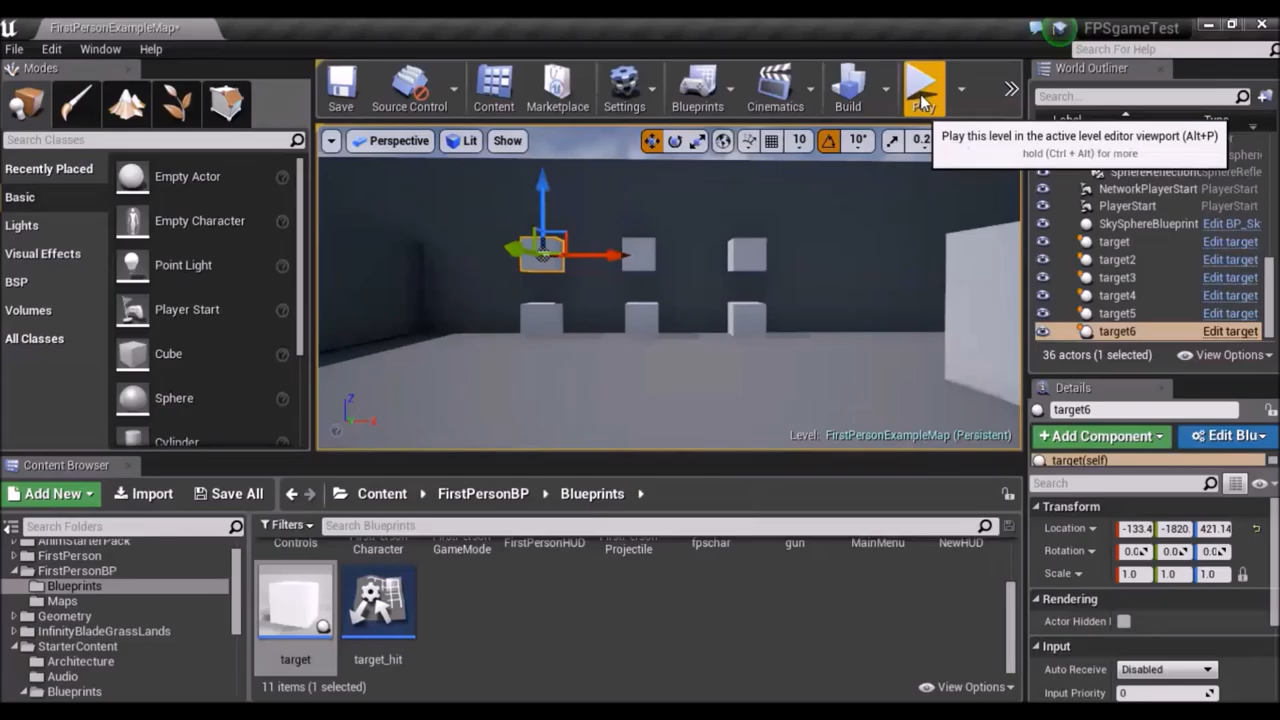 FirstPersonExampleMap*
FPSgameTest
File Edit Window Help
Search For Help
Modes
Search Classes
Recently Placed
Basic
Lights
Visual Effects
BSP
Volumes
All Classes
Empty Actor
Empty Character
Point Light
Player Start
Cube
Sphere
Cylinder
Save
Source Control
Content
Marketplace
Settings
Blueprints
Cinematics
Build
Play
Perspective
Lit
Show
10
10°
0.2
Play this level in the active level editor viewport (Alt+P)
hold (Ctrl + Alt) for more
Level: FirstPersonExampleMap (Persistent)
World Outliner
Search...
Label Type
SphereReflection SphereRefle
NetworkPlayerStart PlayerStart
PlayerStart PlayerStart
SkySphereBlueprint Edit BP_Sk
target Edit target
target2 Edit target
target3 Edit target
target4 Edit target
target5 Edit target
target6 Edit target
36 actors (1 selected)
View Options
Details
target6
+Add Component
Edit Blu
target(self)
Search
Transform
Location -133.4 -1820. 421.14
Rotation 0.0 0.0 0.0
Scale 1.0 1.0 1.0
Rendering
Actor Hidden I
Input
Auto Receive Disabled
Input Priority 0
Content Browser
Add New
Import
Save All
Content FirstPersonBP Blueprints
Search Folders
AnimStarterPack
FirstPerson
FirstPersonBP
Blueprints
Maps
Geometry
InfinityBladeGrassLands
StarterContent
Architecture
Audio
Blueprints
Filters
Search Blueprints
Controls
Character
GameMode
FirstPersonHUD
Projectile
fpschar
gun
MainMenu
NewHUD
target
target_hit
11 items (1 selected)
View Options